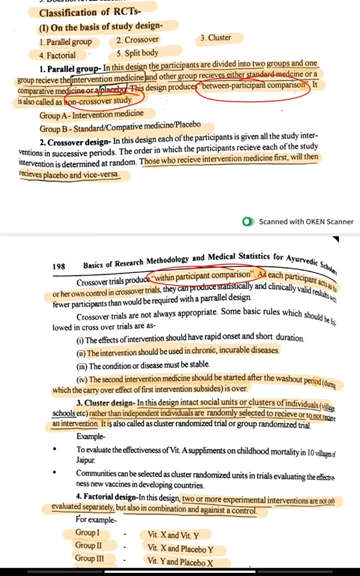 Classification of RCTs-
(I) On the basis of study design-
1. Parallel group 2. Crossover 3. Cluster
4. Factorial 5. Split body
1. Parallel group- In this design the participants are divided into two groups and one
group recieve the intervention medicine and other group recieves either standard medcine or a
comparative medicine or a placebo. This design produces "between-participant comparison". It
is also called as non-crossover study.
Group A - Intervention medicine
Group B - Standard/Compative medicine/Placebo
2. Crossover design- In this design each of the participants is given all the study inter-
ventions in successive periods. The order in which the participants recieve each of the study
intervention is determined at random. Those who recieve intervention medicine first, will then
recieves placebo and vice-versa.
Scanned with OKEN Scanner
198 Basics of Research Methodology and Medical Statistics for Ayurvedic Scholars
Crossover trials produce "within participant comparison". As each participant acts as his
or her own control in crossover trials, they can produce statistically and clinically valid results with
fewer participants than would be required with a parrallel design.
Crossover trials are not always appropriate. Some basic rules which should be fol-
lowed in cross over trials are-
(i) The effects of intervention should have rapid onset and short duration.
(ii) The intervention should be used in chronic, incurable diseases.
(iii) The condition or disease must be stable.
(iv) The second intervention medicine should be started after the washout period (during
which the carry over effect of first intervention subsides) is over.
3. Cluster design- In this design intact social units or clusters of individuals (village,
schools etc) rather than independent individuals are randomly selected to recieve or to not recieve
an intervention. It is also called as cluster randomized trial or group randomized trial.
Example-
• To evaluate the effectiveness of Vit. A suppliments on childhood mortality in 10 villages of
Jaipur.
• Communities can be selected as cluster randomized units in trials evaluating the effective-
ness new vaccines in developing countries.
4. Factorial design-In this design, two or more experimental interventions are not only
evaluated separately, but also in combination and againist a control.
For example-
Group I - Vit. X and Vit. Y
Group II - Vit. X and Placebo Y
Group III - Vit. Y and Placebo X